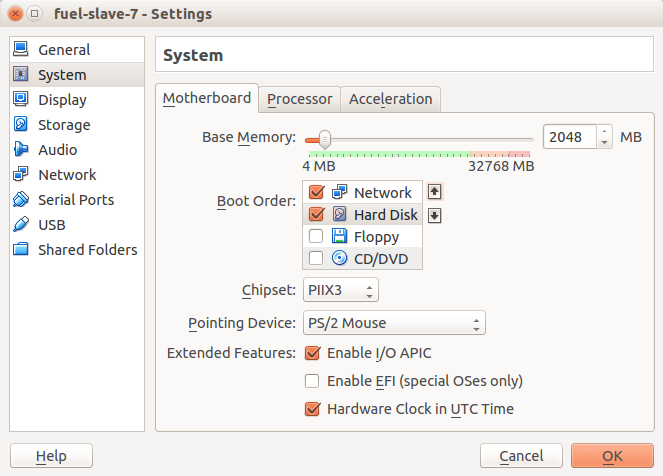 fuel-slave-7 - Settings
General
System
Display
Storage
Audio
Network
Serial Ports
USB
Shared Folders
System
Motherboard Processor Acceleration
Base Memory: 2048 MB
4 MB 32768 MB
Boot Order:
Network
Hard Disk
Floppy
CD/DVD
Chipset: PIIX3
Pointing Device: PS/2 Mouse
Extended Features: Enable I/O APIC
Enable EFI (special OSes only)
Hardware Clock in UTC Time
Help Cancel OK